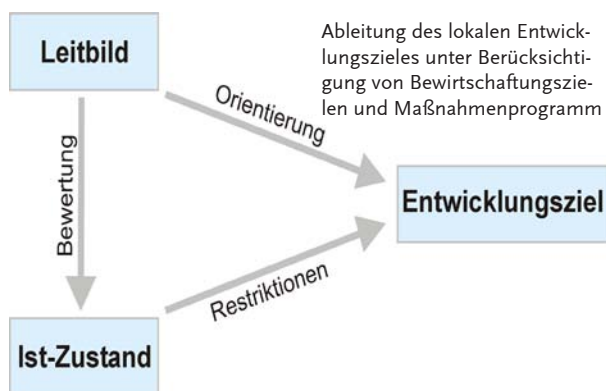 Leitbild
Ableitung des lokalen Entwick-
lungszieles unter Berücksichti-
gung von Bewirtschaftungszie-
len und Maßnahmenprogramm
Orientierung
Bewertung
Entwicklungsziel
Restriktionen
Ist-Zustand